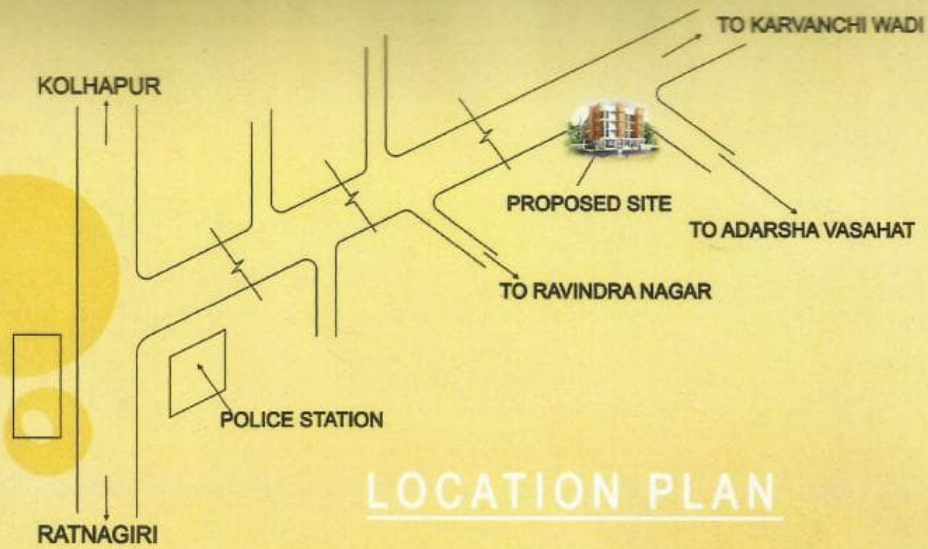 TO KARVANCHI WADI
KOLHAPUR
PROPOSED SITE
TO ADARSHA VASAHAT
TO RAVINDRA NAGAR
POLICE STATION
LOCATION PLAN
RATNAGIRI